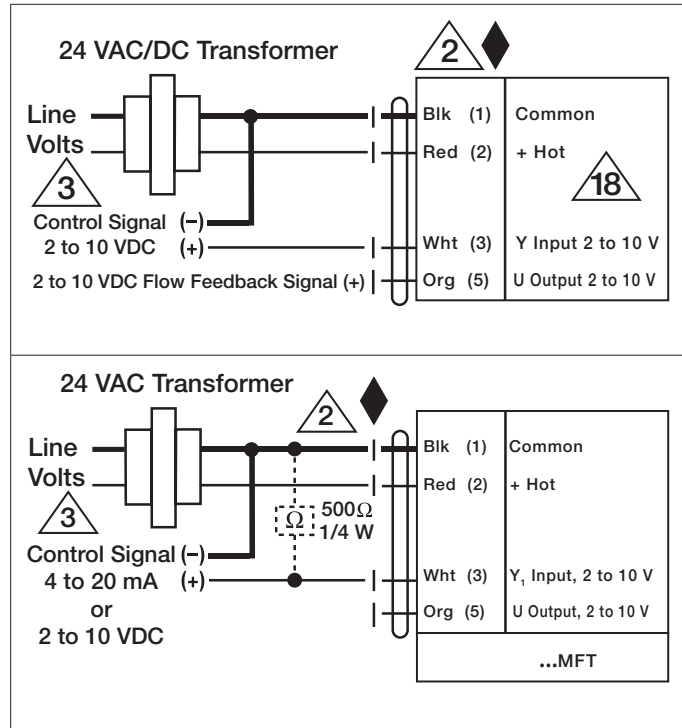 24 VAC/DC Transformer
2
Line
Volts
3
Blk (1) Common
Red (2) + Hot
18
Control Signal (−)
2 to 10 VDC (+)
Wht (3) Y Input 2 to 10 V
2 to 10 VDC Flow Feedback Signal (+)
Org (5) U Output 2 to 10 V
24 VAC Transformer
2
Line
Volts
3
Blk (1) Common
Red (2) + Hot
Ω
500Ω
1/4 W
Control Signal (−)
4 to 20 mA (+)
or
2 to 10 VDC
Wht (3) Y₁ Input, 2 to 10 V
Org (5) U Output, 2 to 10 V
...MFT